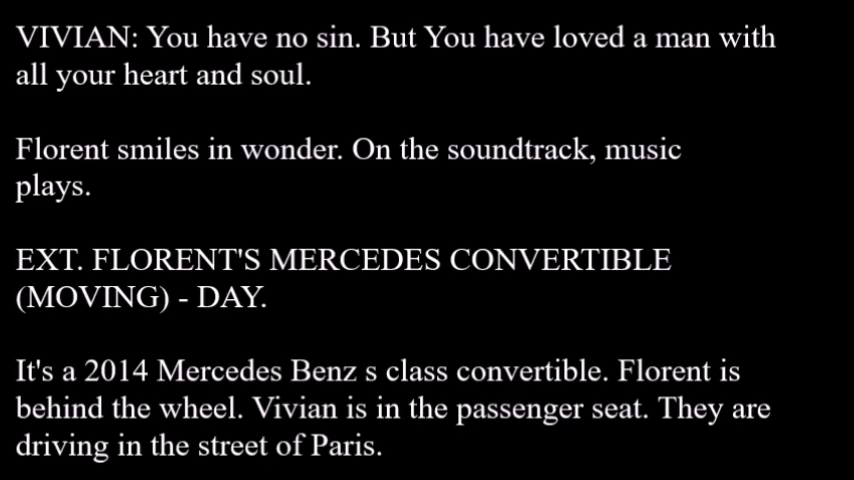 VIVIAN: You have no sin. But You have loved a man with
all your heart and soul.
Florent smiles in wonder. On the soundtrack, music
plays.
EXT. FLORENT'S MERCEDES CONVERTIBLE
(MOVING) - DAY.
It's a 2014 Mercedes Benz s class convertible. Florent is
behind the wheel. Vivian is in the passenger seat. They are
driving in the street of Paris.